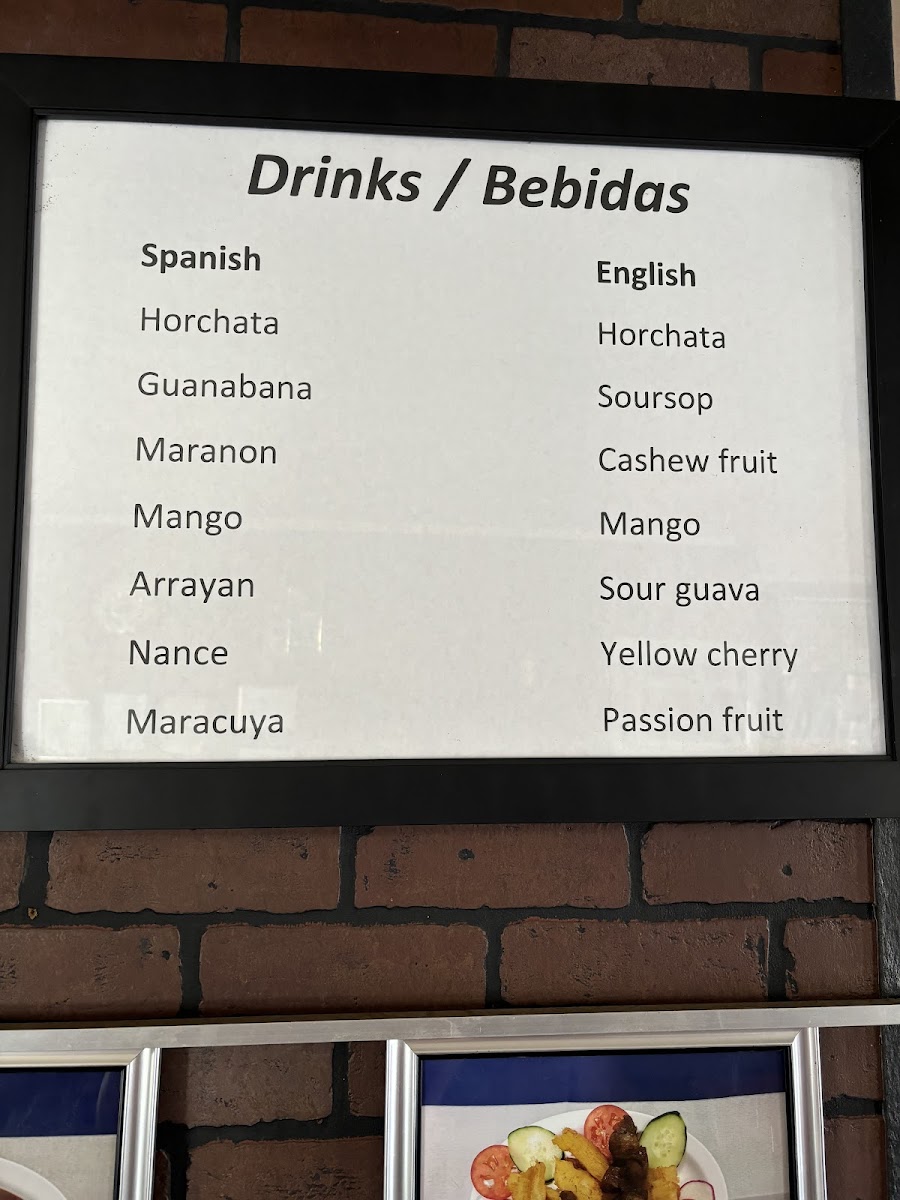 Drinks / Bebidas
Spanish English
Horchata Horchata
Guanabana Soursop
Maranon Cashew fruit
Mango Mango
Arrayan Sour guava
Nance Yellow cherry
Maracuya Passion fruit